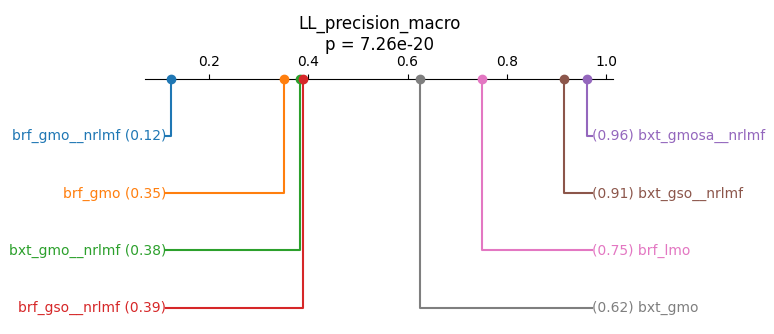 LL_precision_macro
p = 7.26e-20
0.2 0.4 0.6 0.8 1.0
brf_gmo__nrlmf (0.12) (0.96) bxt_gmosa__nrlmf
brf_gmo (0.35) (0.91) bxt_gso__nrlmf
bxt_gmo__nrlmf (0.38) (0.75) brf_lmo
brf_gso__nrlmf (0.39) (0.62) bxt_gmo